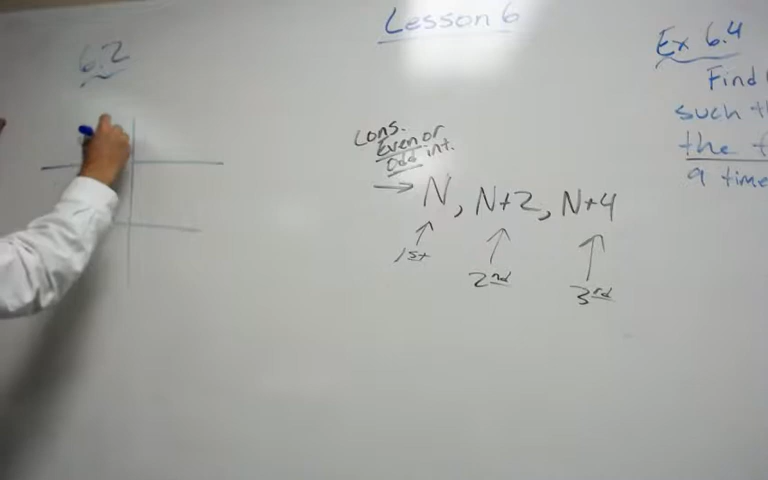 Lesson 6
6.2
Cons.
Even or
Odd int.
→ N, N+2, N+4
1st
2nd
3rd
Ex 6.4
Find
such th
the f
9 time